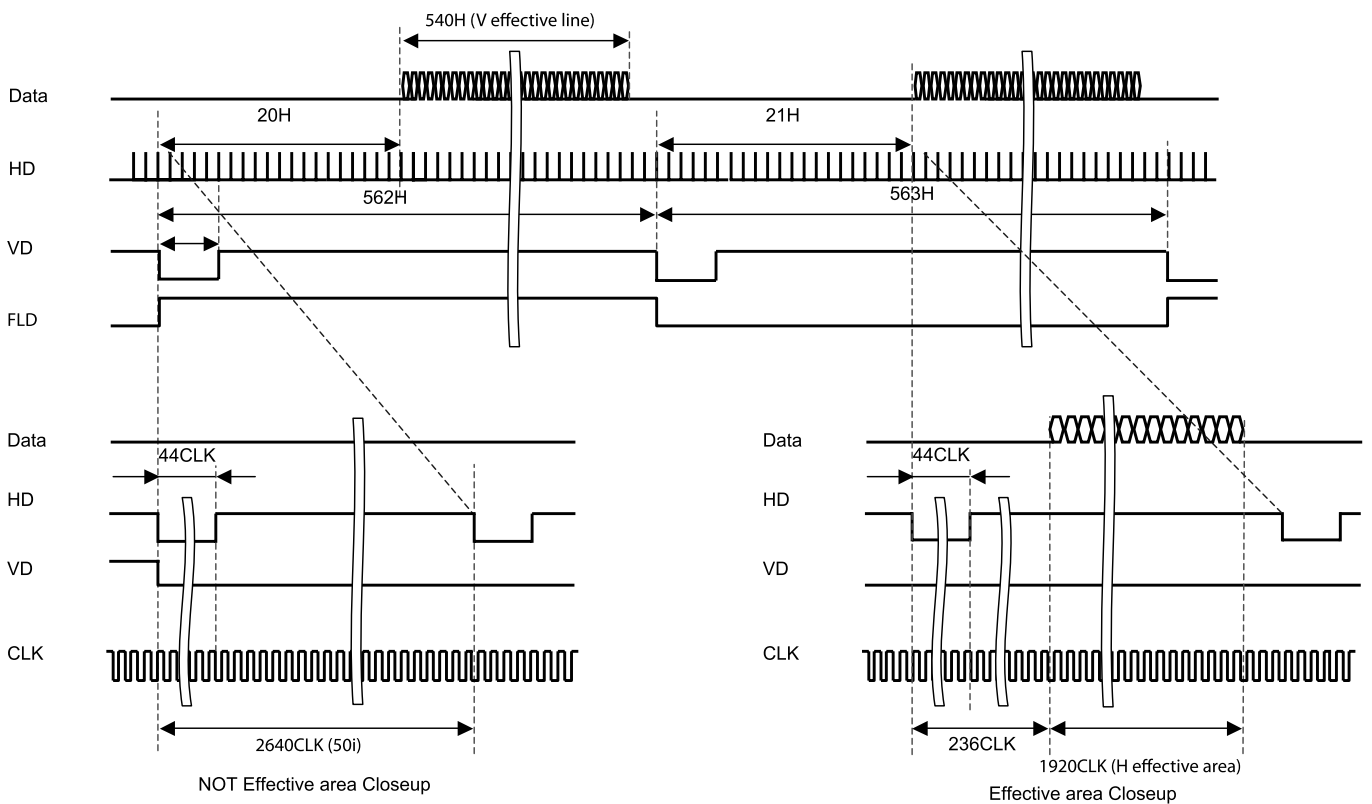 540H (V effective line)
Data
20H
21H
HD
562H
563H
VD
FLD
Data
44CLK
HD
VD
CLK
2640CLK (50i)
NOT Effective area Closeup
Data
44CLK
HD
VD
CLK
236CLK
1920CLK (H effective area)
Effective area Closeup